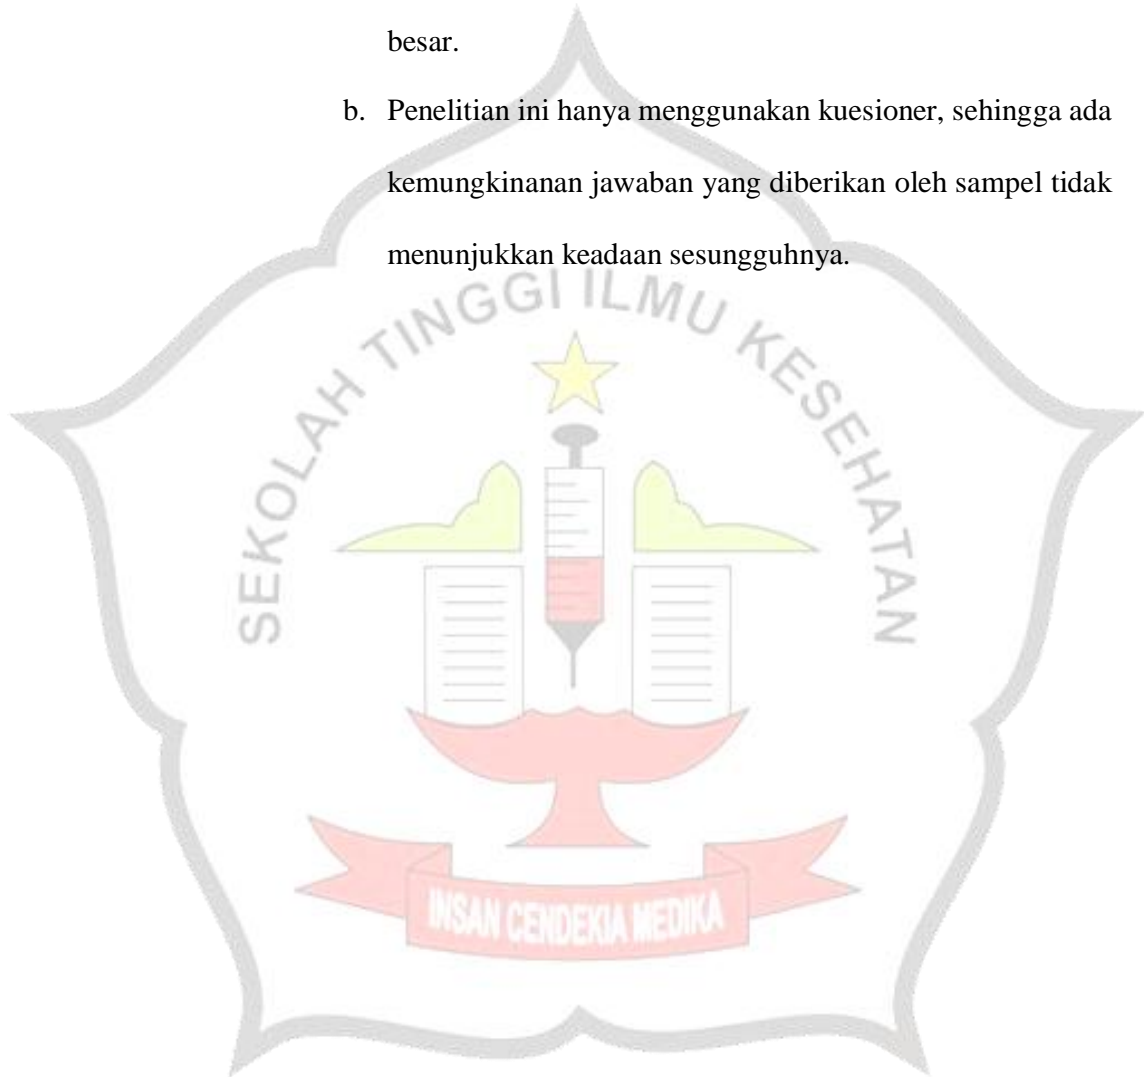 besar.
b. Penelitian ini hanya menggunakan kuesioner, sehingga ada
kemungkinanan jawaban yang diberikan oleh sampel tidak
menunjukkan keadaan sesungguhnya.
SEKOLAH TINGGI ILMU KESEHATAN
INSAN CENDEKIA MEDIKA